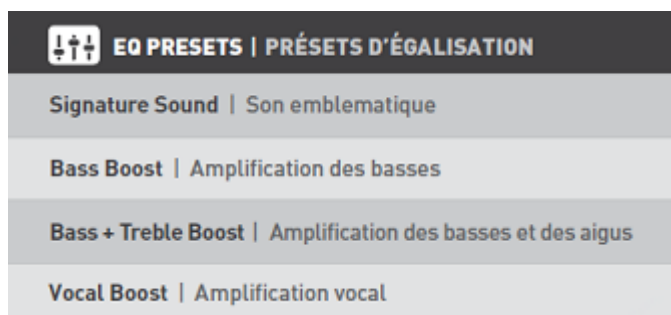 EQ PRESETS | PRÉSETS D'ÉGALISATION
Signature Sound | Son emblematique
Bass Boost | Amplification des basses
Bass + Treble Boost | Amplification des basses et des aigus
Vocal Boost | Amplification vocal